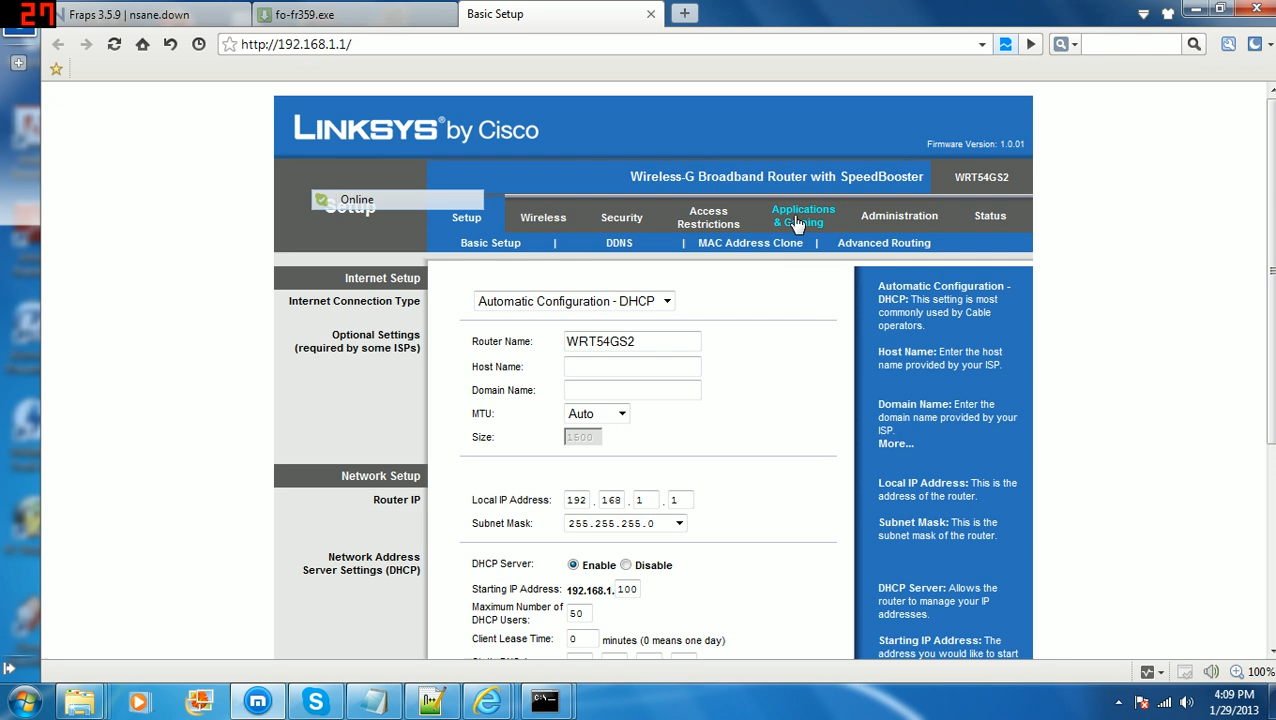 27
Fraps 3.5.9 | nsane.down
fo-fr359.exe
Basic Setup
http://192.168.1.1/
LINKSYS® by Cisco
Firmware Version: 1.0.01
Wireless-G Broadband Router with SpeedBooster
WRT54GS2
Online
Setup
Setup
Wireless
Security
Access
Restrictions
Applications
& Gaming
Administration
Status
Basic Setup | DDNS | MAC Address Clone | Advanced Routing
Internet Setup
Internet Connection Type
Automatic Configuration - DHCP
Optional Settings
(required by some ISPs)
Router Name: WRT54GS2
Host Name:
Domain Name:
MTU: Auto
Size: 1500
Network Setup
Router IP
Local IP Address: 192 . 168 . 1 . 1
Subnet Mask: 255.255.255.0
Network Address
Server Settings (DHCP)
DHCP Server: Enable Disable
Starting IP Address: 192.168.1. 100
Maximum Number of
DHCP Users: 50
Client Lease Time: 0 minutes (0 means one day)
Automatic Configuration -
DHCP: This setting is most
commonly used by Cable
operators.
Host Name: Enter the host
name provided by your ISP.
Domain Name: Enter the
domain name provided by your
ISP.
More...
Local IP Address: This is the
address of the router.
Subnet Mask: This is the
subnet mask of the router.
DHCP Server: Allows the
router to manage your IP
addresses.
Starting IP Address: The
address you would like to start
100%
4:09 PM
1/29/2013